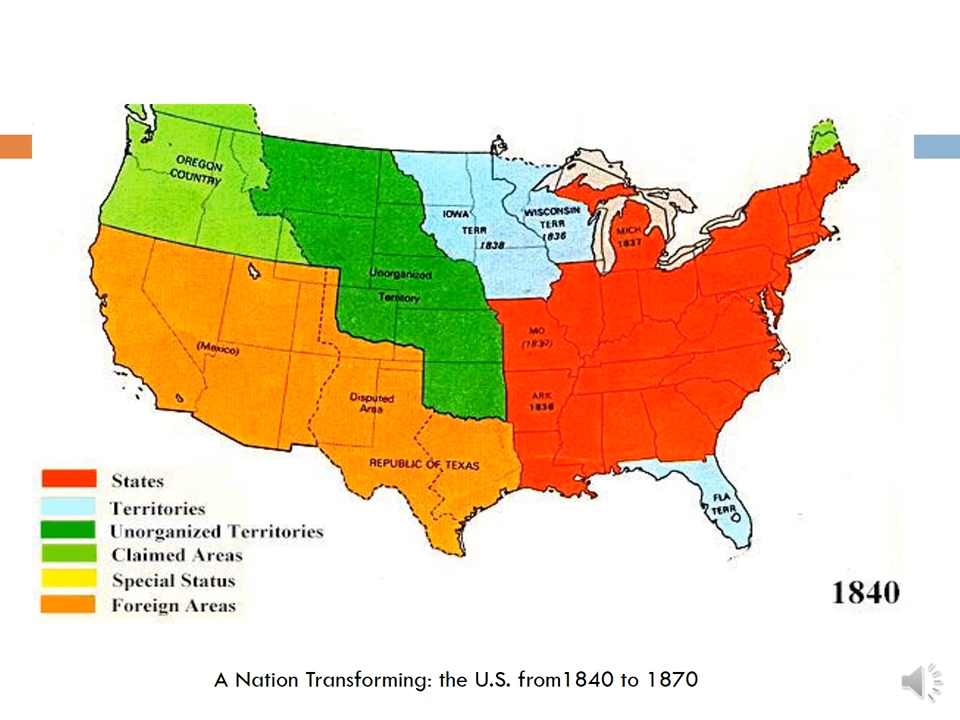 OREGON
COUNTRY
IOWA
TERR
1838
WISCONSIN
TERR
1836
MICH
1837
Unorganized
Territory
(Mexico)
MO
Disputed
Area
ARK
1836
REPUBLIC OF TEXAS
FLA
TERR
States
Territories
Unorganized Territories
Claimed Areas
Special Status
Foreign Areas
1840
A Nation Transforming: the U.S. from1840 to 1870